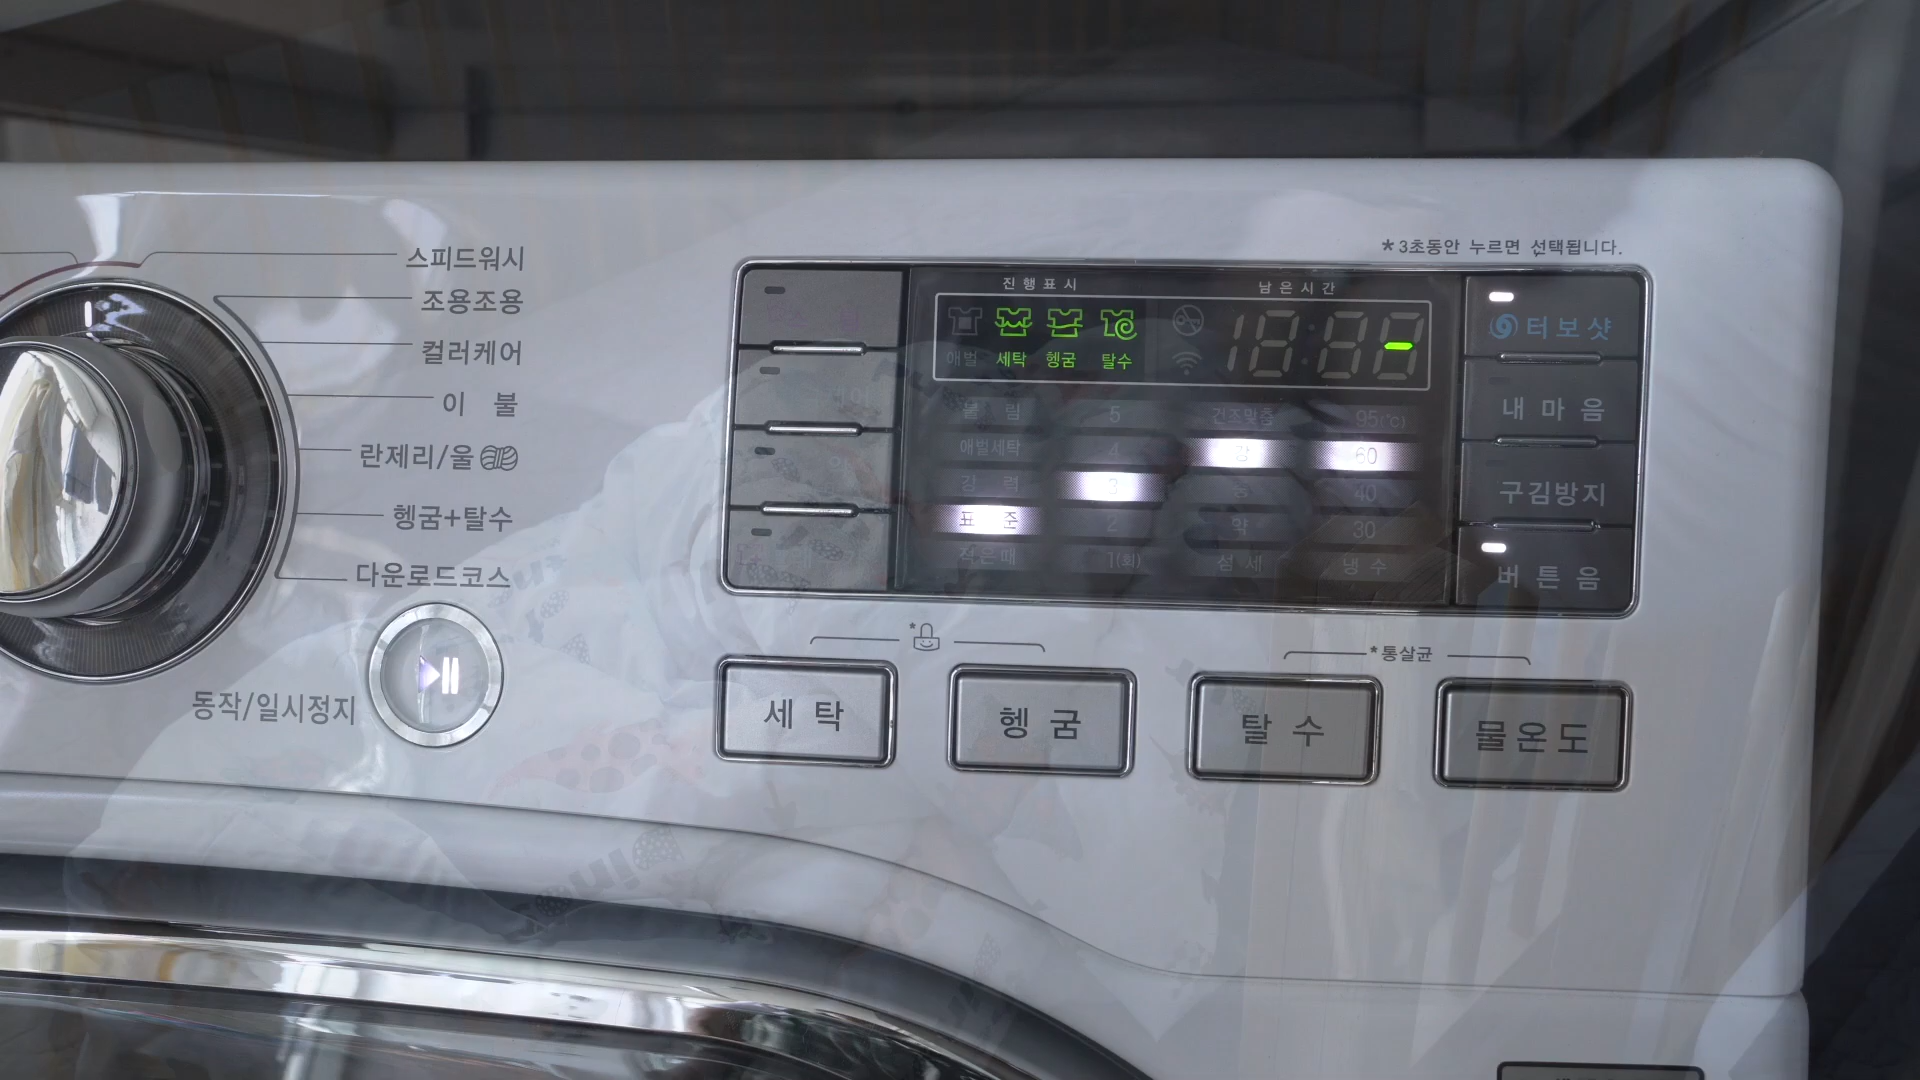 스피드워시
조용조용
컬러케어
이 불
란제리/울
헹굼+탈수
다운로드코스
동작/일시정지
*3초동안 누르면 선택됩니다.
진행표시
남은시간
애벌 세탁 헹굼 탈수
18:88
불 림 5 건조맞춤 95(℃)
애벌세탁 4 강 60
강 력 3 중 40
표 준 2 약 30
적은때 1(회) 섬 세 냉 수
터보샷
내 마 음
구김방지
버 튼 음
*
*통살균
세 탁
헹 굼
탈 수
물온도